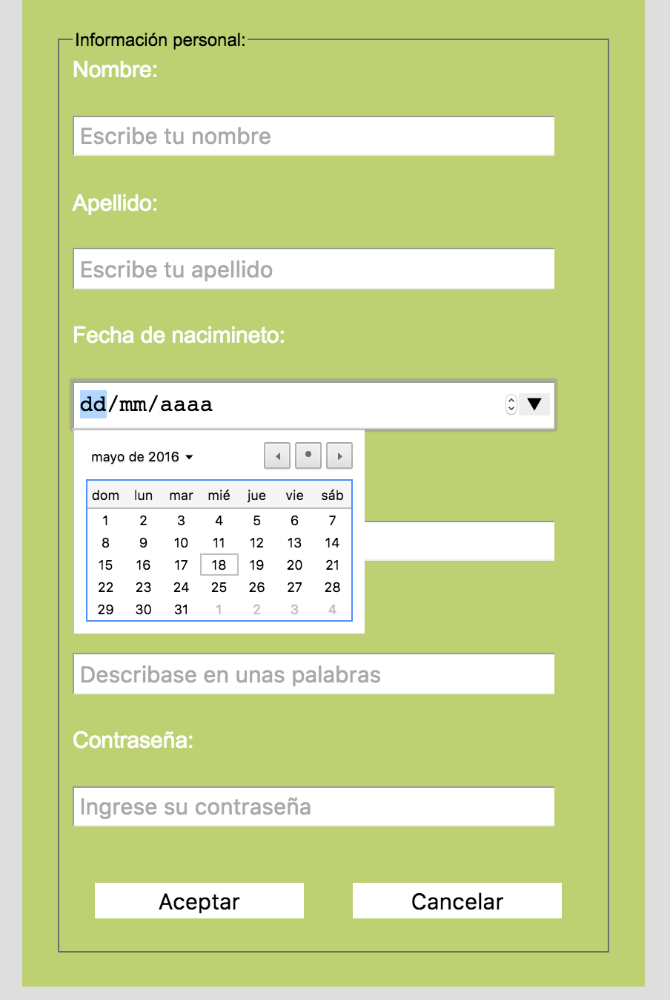 Información personal:
Nombre:
Escribe tu nombre
Apellido:
Escribe tu apellido
Fecha de nacimineto:
dd/mm/aaaa
mayo de 2016
dom lun mar mié jue vie sáb
1 2 3 4 5 6 7
8 9 10 11 12 13 14
15 16 17 18 19 20 21
22 23 24 25 26 27 28
29 30 31 1 2 3 4
Describase en unas palabras
Contraseña:
Ingrese su contraseña
Aceptar Cancelar